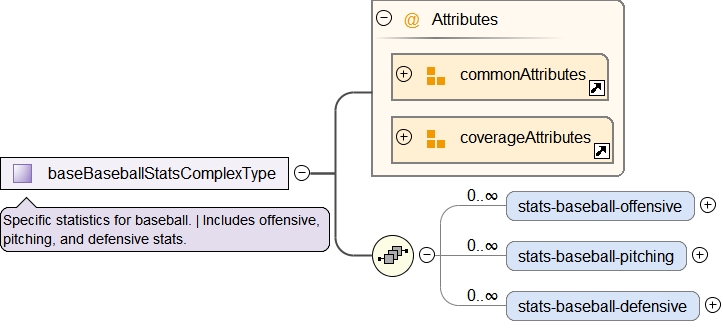 @ Attributes
commonAttributes
coverageAttributes
baseBaseballStatsComplexType
Specific statistics for baseball. | Includes offensive,
pitching, and defensive stats.
0..∞
stats-baseball-offensive
0..∞
stats-baseball-pitching
0..∞
stats-baseball-defensive